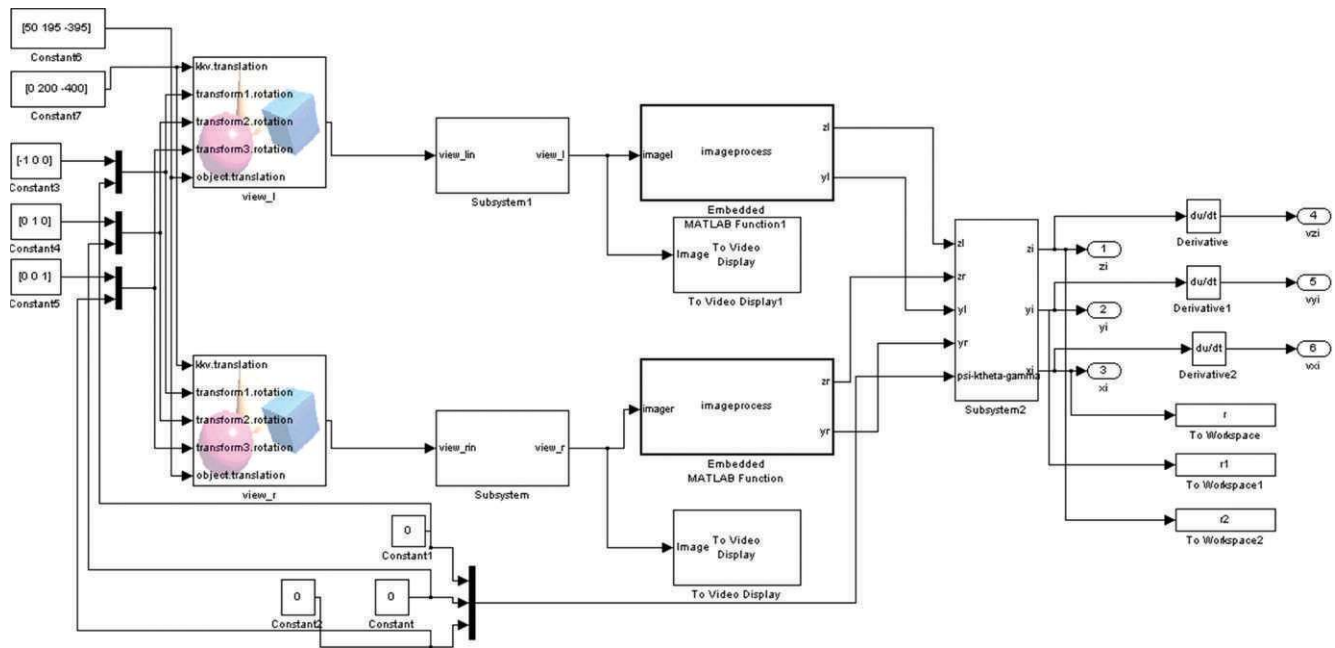 [50 195 -395]
Constant6
[0 200 -400]
Constant7
[-1 0 0]
Constant3
[0 1 0]
Constant4
[0 0 1]
Constant5
kkv.translation
transform1.rotation
transform2.rotation
transform3.rotation
object.translation
view_l
view_lin
view_l
Subsystem1
imagel
imageprocess
zl
yl
Embedded
MATLAB Function1
Image
To Video
Display
To Video Display1
kkv.translation
transform1.rotation
transform2.rotation
transform3.rotation
object.translation
view_r
view_rin
view_r
Subsystem
imager
imageprocess
zr
yr
Embedded
MATLAB Function
Image
To Video
Display
To Video Display
0
Constant1
0
Constant2
0
Constant
zl
zr
yl
yr
psi-ktheta-gamma
zi
yi
xi
Subsystem2
1
zi
2
yi
3
xi
du/dt
Derivative
4
vzi
du/dt
Derivative1
5
vyi
du/dt
Derivative2
6
vxi
r
To Workspace
r1
To Workspace1
r2
To Workspace2